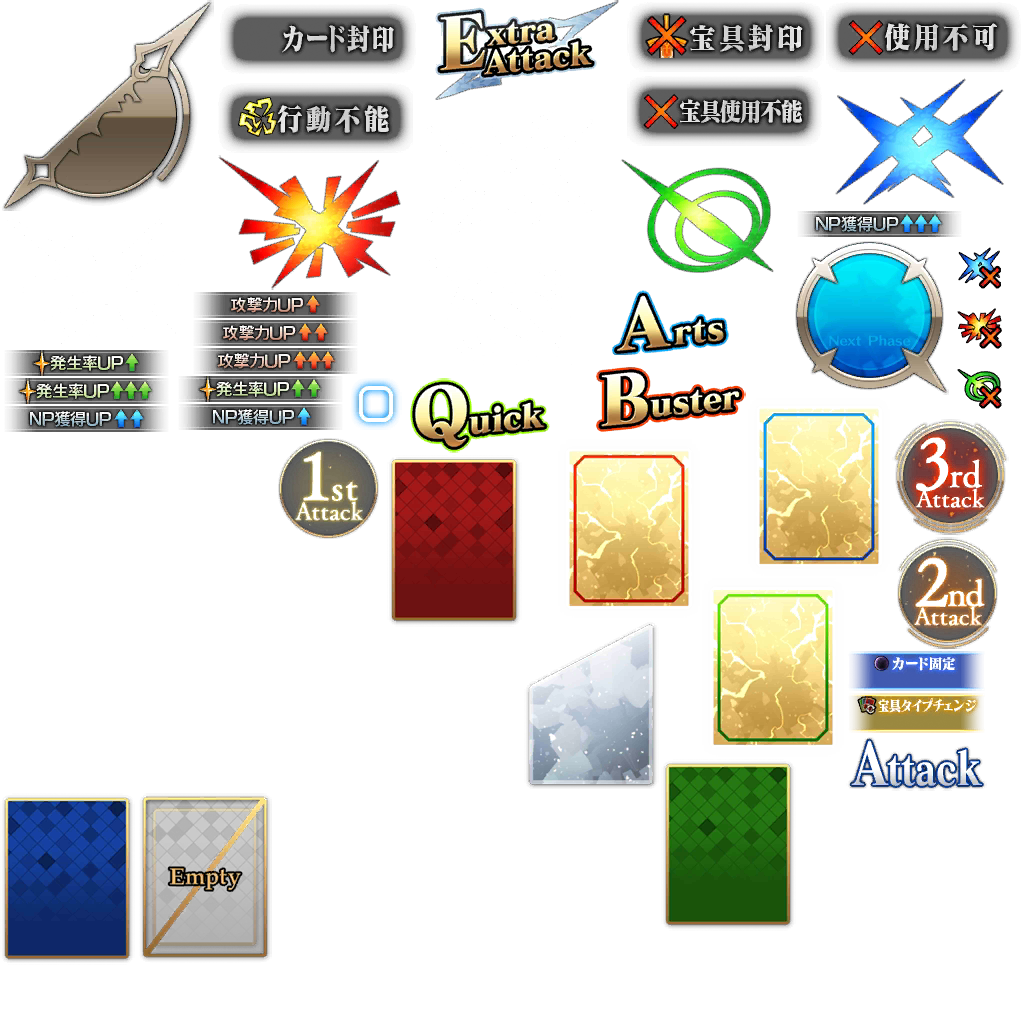 カード封印
Extra
Attack
宝具封印
使用不可
行動不能
宝具使用不能
NP獲得UP
攻撃力UP
攻撃力UP
攻撃力UP
発生率UP
発生率UP
NP獲得UP
発生率UP
NP獲得UP
Next Phase
Arts
Quick
Buster
1st
Attack
3rd
Attack
2nd
Attack
カード固定
宝具タイプチェンジ
Attack
Empty